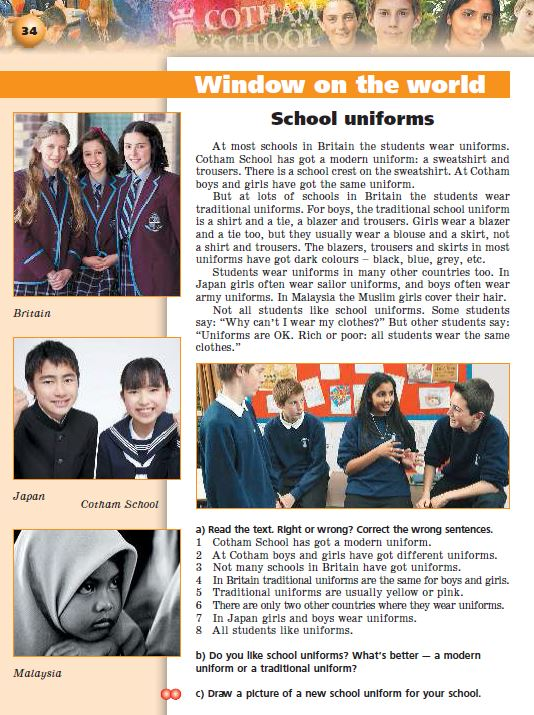 34
COTHAM
SCHOOL
Window on the world
School uniforms
At most schools in Britain the students wear uniforms.
Cotham School has got a modern uniform: a sweatshirt and
trousers. There is a school crest on the sweatshirt. At Cotham
boys and girls have got the same uniform.
But at lots of schools in Britain the students wear
traditional uniforms. For boys, the traditional school uniform
is a shirt and a tie, a blazer and trousers. Girls wear a blazer
and a tie too, but they usually wear a blouse and a skirt, not
a shirt and trousers. The blazers, trousers and skirts in most
uniforms have got dark colours – black, blue, grey, etc.
Students wear uniforms in many other countries too. In
Japan girls often wear sailor uniforms, and boys often wear
army uniforms. In Malaysia the Muslim girls cover their hair.
Not all students like school uniforms. Some students
say: “Why can’t I wear my clothes?” But other students say:
“Uniforms are OK. Rich or poor: all students wear the same
clothes.”
Britain
Japan
Cotham School
Malaysia
a) Read the text. Right or wrong? Correct the wrong sentences.
1 Cotham School has got a modern uniform.
2 At Cotham boys and girls have got different uniforms.
3 Not many schools in Britain have got uniforms.
4 In Britain traditional uniforms are the same for boys and girls.
5 Traditional uniforms are usually yellow or pink.
6 There are only two other countries where they wear uniforms.
7 In Japan girls and boys wear uniforms.
8 All students like uniforms.
b) Do you like school uniforms? What’s better — a modern
uniform or a traditional uniform?
c) Draw a picture of a new school uniform for your school.